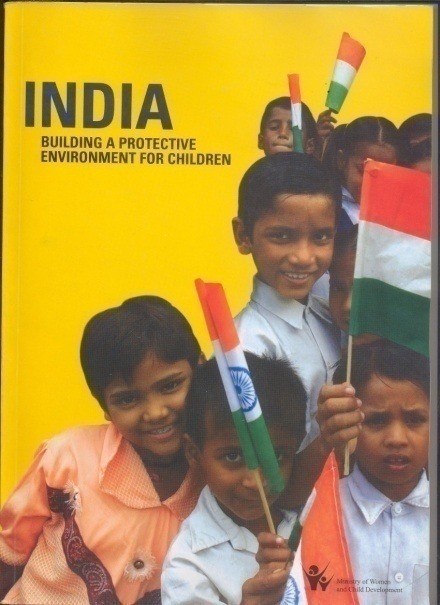 INDIA
BUILDING A PROTECTIVE
ENVIRONMENT FOR CHILDREN
Ministry of Women
and Child Development